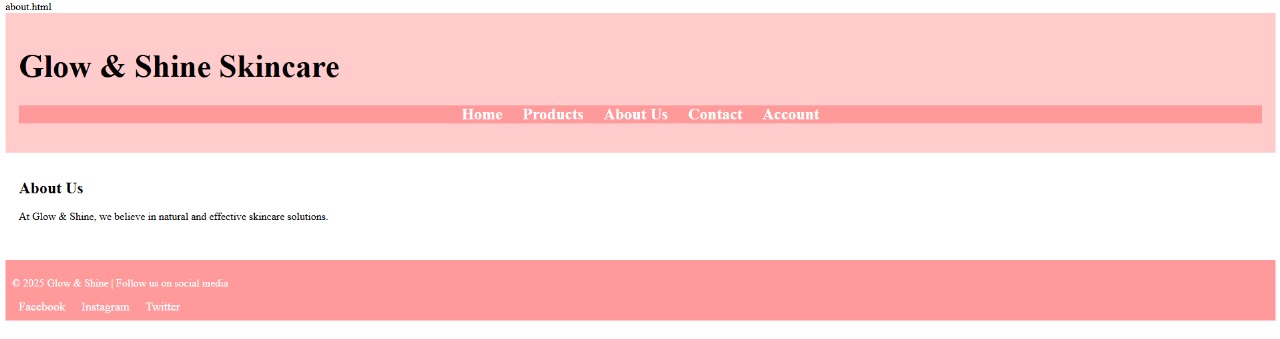 about.html
Glow & Shine Skincare
Home Products About Us Contact Account
About Us
At Glow & Shine, we believe in natural and effective skincare solutions.
© 2025 Glow & Shine | Follow us on social media
Facebook Instagram Twitter